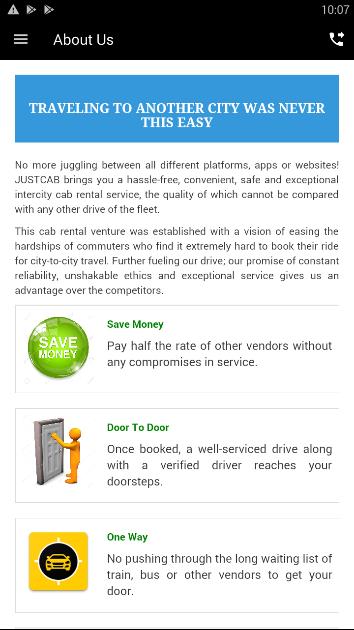 10:07
About Us
TRAVELING TO ANOTHER CITY WAS NEVER
THIS EASY
No more juggling between all different platforms, apps or websites!
JUSTCAB brings you a hassle-free, convenient, safe and exceptional
intercity cab rental service, the quality of which cannot be compared
with any other drive of the fleet.
This cab rental venture was established with a vision of easing the
hardships of commuters who find it extremely hard to book their ride
for city-to-city travel. Further fueling our drive; our promise of constant
reliability, unshakable ethics and exceptional service gives us an
advantage over the competitors.
SAVE
MONEY
Save Money
Pay half the rate of other vendors without
any compromises in service.
Door To Door
Once booked, a well-serviced drive along
with a verified driver reaches your
doorsteps.
One Way
No pushing through the long waiting list of
train, bus or other vendors to get your
door.